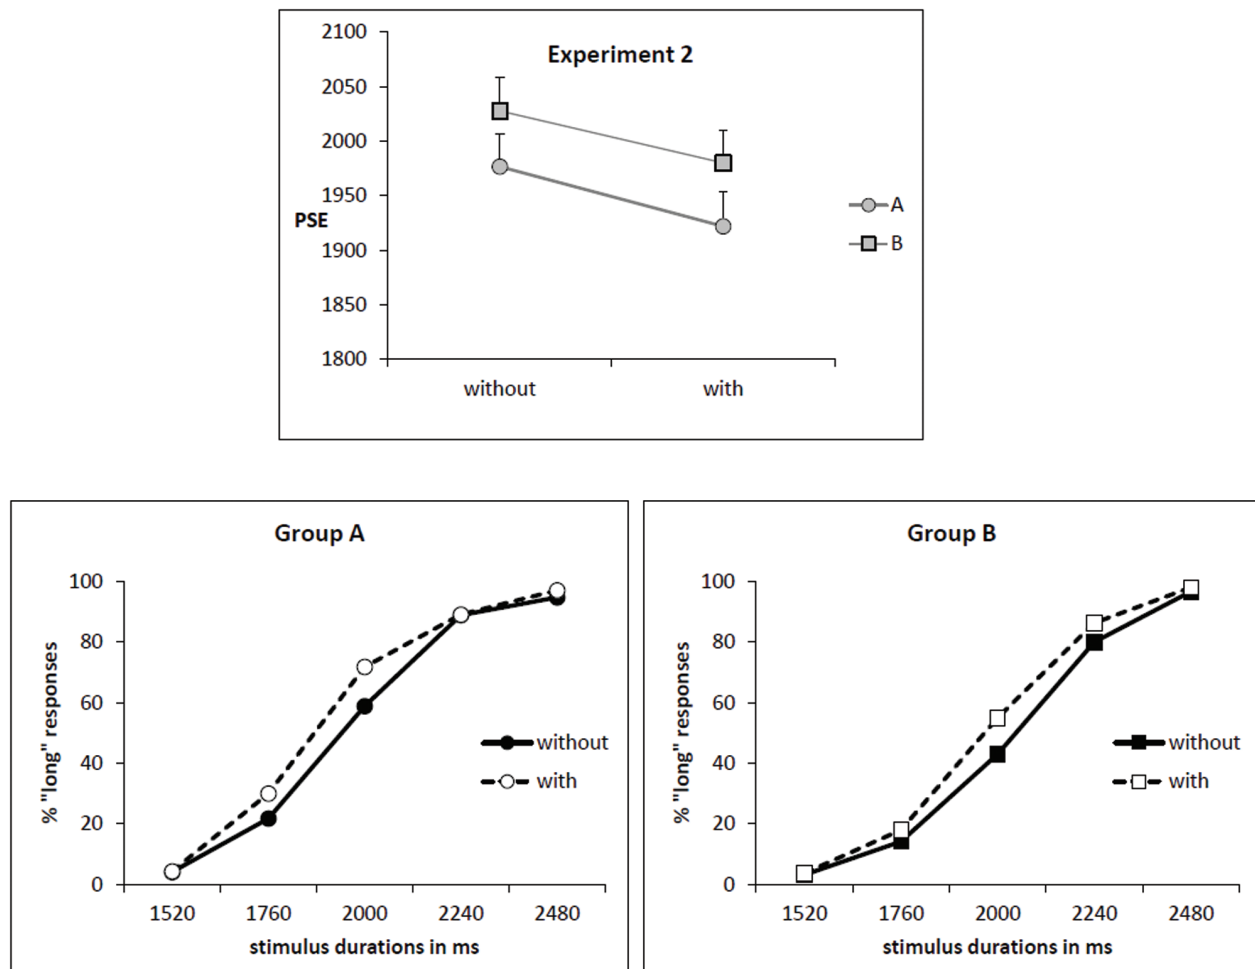 Experiment 2
2100
2050
2000
1950
1900
1850
1800
PSE
without with
A
B
Group A
% "long" responses
100
80
60
40
20
0
1520 1760 2000 2240 2480
stimulus durations in ms
without
with
Group B
% "long" responses
100
80
60
40
20
0
1520 1760 2000 2240 2480
stimulus durations in ms
without
with